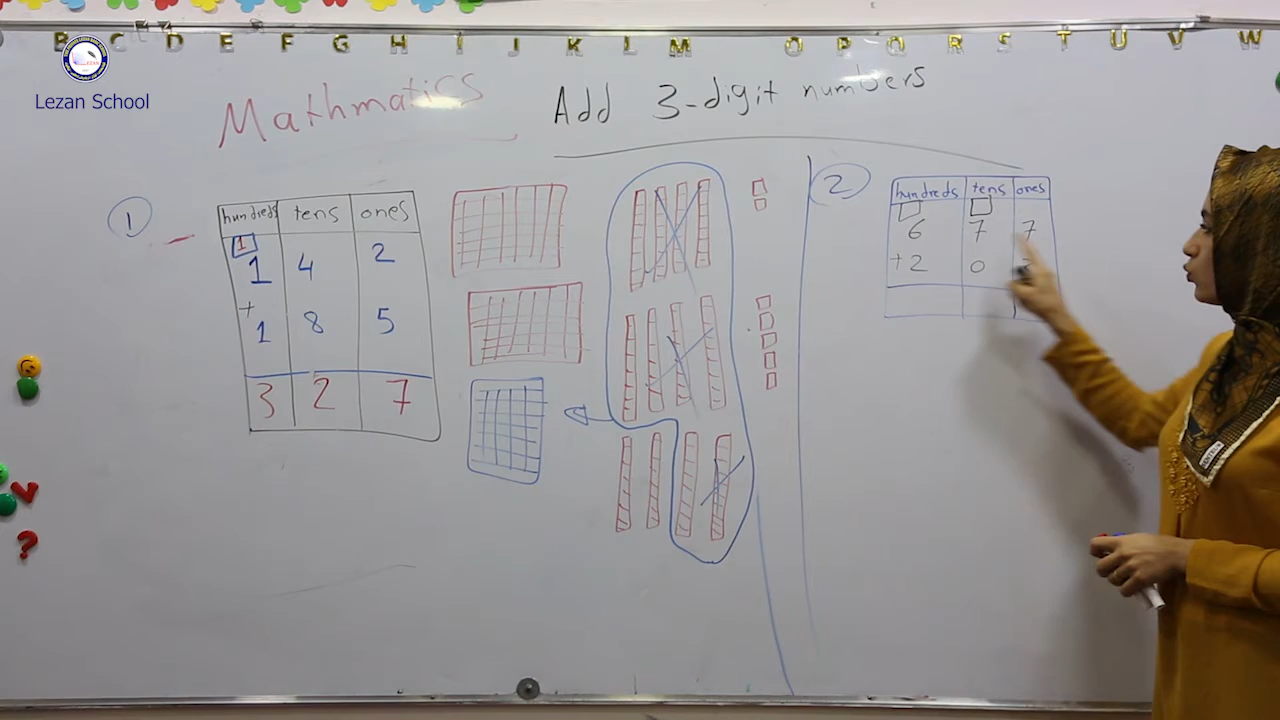 B C D E F G H I J K L M O P Q R S T U V W
LEZAN
Lezan School
Mathmatics
Add 3-digit numbers
1
hundreds tens ones
1
1 4 2
+
1 8 5
3 2 7
2
hundreds tens ones
6 7 7
+2 0
?